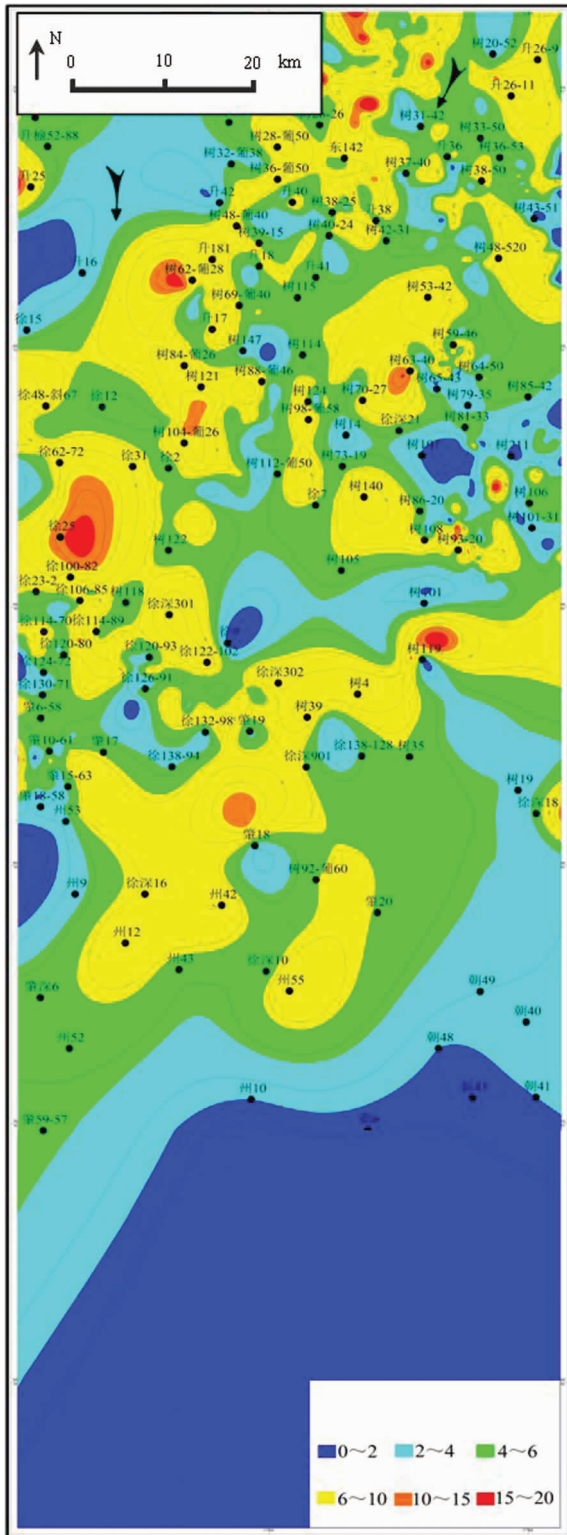 N
0 10 20 km
树20-52
升26-9
升26-11
树31-42
树33-50
升榆52-88
树28-葡50
东142
升36
树36-53
树32-葡38
树36-葡50
树37-40
树38-50
升25
升42
升40
树38-25
升38
树43-51
树48-葡40
树40-24
树42-31
树39-15
升181
升18
树48-520
升16
树62-葡28
升41
树69-葡40
树115
树53-42
徐15
升17
树147
树114
树59-46
树84-葡26
树88-葡46
树63-40
树64-50
树121
树65-43
树85-42
徐48-斜67
徐12
树124
树70-27
树79-35
树98-葡58
树81-33
树104-葡26
树14
徐深21
徐62-72
徐31
徐2
树112-葡50
树73-19
树211
徐7
树140
树86-20
树106
徐25
树101-31
树122
树108
树93-20
徐100-82
树105
徐23-2
徐106-85
树118
徐深301
树401
徐114-70
徐114-89
徐120-80
徐120-93
徐122-102
树119
徐124-72
徐130-71
徐126-91
徐深302
树4
肇6-58
树39
徐132-98
肇19
肇10-61
肇17
徐138-94
徐深901
徐138-128
树35
肇15-63
树19
肇18-58
州53
徐深18
肇18
州9
徐深16
州42
树92-葡60
肇20
州12
州43
徐深10
州55
肇深6
朝49
朝40
州52
朝48
州10
朝41
肇59-57
0～2 2～4 4～6
6～10 10～15 15～20